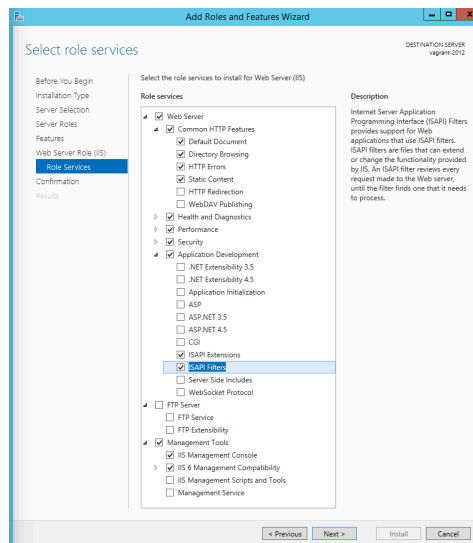 Add Roles and Features Wizard
Select role services
DESTINATION SERVER
vagrant-2012
Before You Begin
Installation Type
Server Selection
Server Roles
Features
Web Server Role (IIS)
Role Services
Confirmation
Results
Select the role services to install for Web Server (IIS)
Role services
Web Server
Common HTTP Features
Default Document
Directory Browsing
HTTP Errors
Static Content
HTTP Redirection
WebDAV Publishing
Health and Diagnostics
Performance
Security
Application Development
.NET Extensibility 3.5
.NET Extensibility 4.5
Application Initialization
ASP
ASP.NET 3.5
ASP.NET 4.5
CGI
ISAPI Extensions
ISAPI Filters
Server Side Includes
WebSocket Protocol
FTP Server
FTP Service
FTP Extensibility
Management Tools
IIS Management Console
IIS 6 Management Compatibility
IIS Management Scripts and Tools
Management Service
Description
Internet Server Application
Programming Interface (ISAPI) Filters
provides support for Web
applications that use ISAPI filters.
ISAPI filters are files that can extend
or change the functionality provided
by IIS. An ISAPI filter reviews every
request made to the Web server,
until the filter finds one that it needs
to process.
< Previous
Next >
Install
Cancel